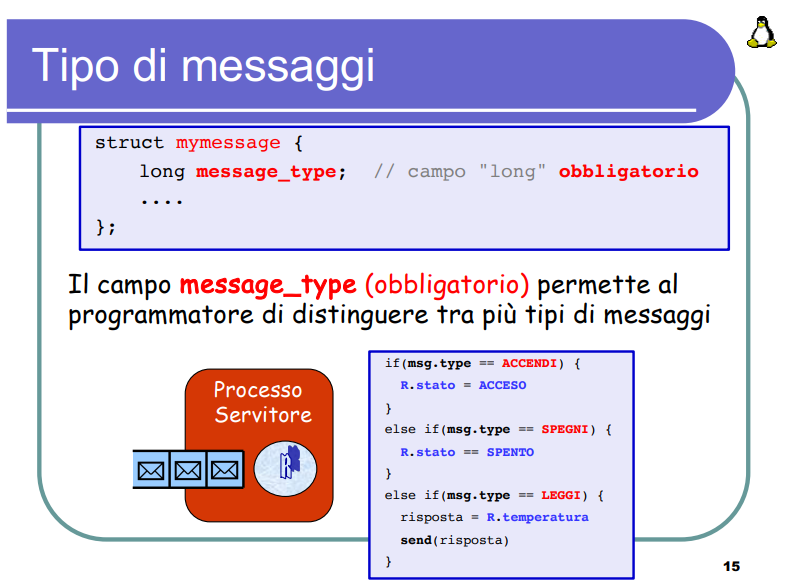 Tipo di messaggi
struct mymessage {
long message_type; // campo "long" obbligatorio
....
};
Il campo message_type (obbligatorio) permette al
programmatore di distinguere tra più tipi di messaggi
Processo
Servitore
R
if(msg.type == ACCENDI) {
R.stato = ACCESO
}
else if(msg.type == SPEGNI) {
R.stato == SPENTO
}
else if(msg.type == LEGGI) {
risposta = R.temperatura
send(risposta)
}
15